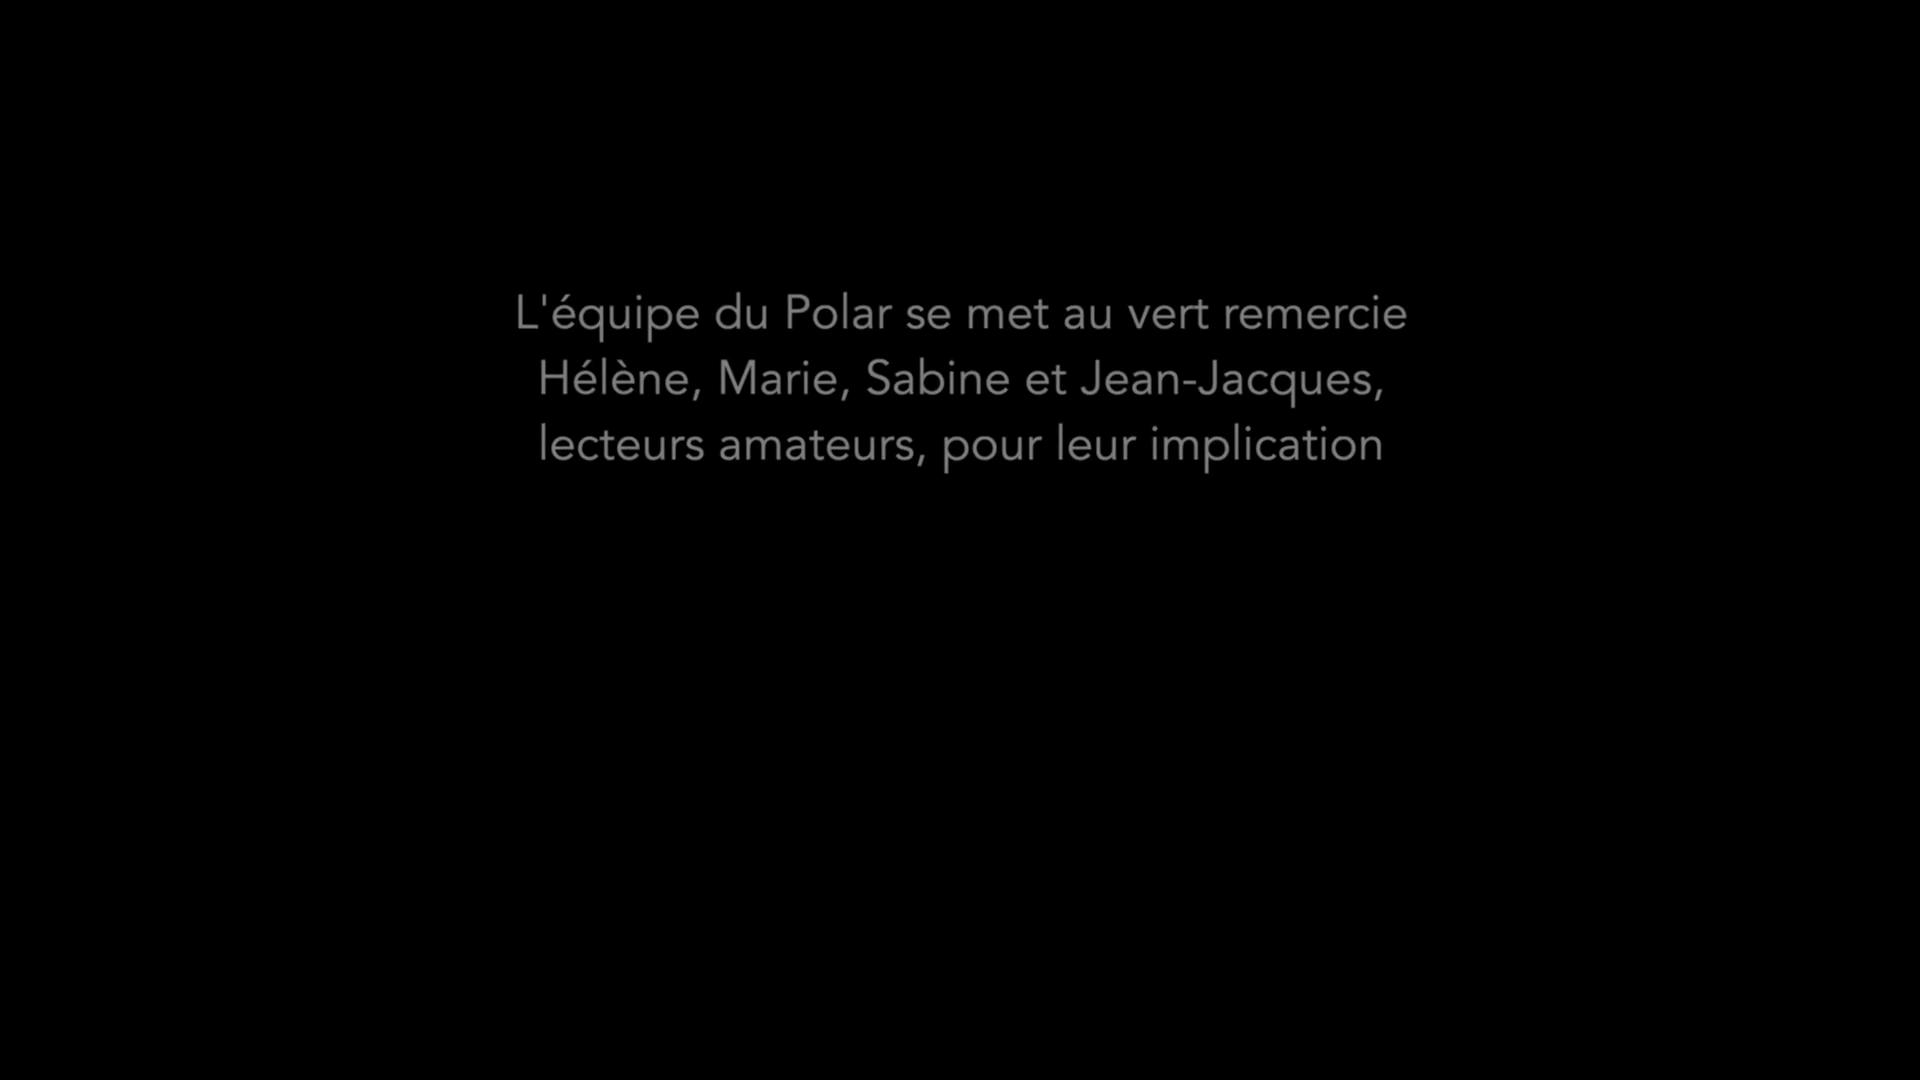 L'équipe du Polar se met au vert remercie
Hélène, Marie, Sabine et Jean-Jacques,
lecteurs amateurs, pour leur implication